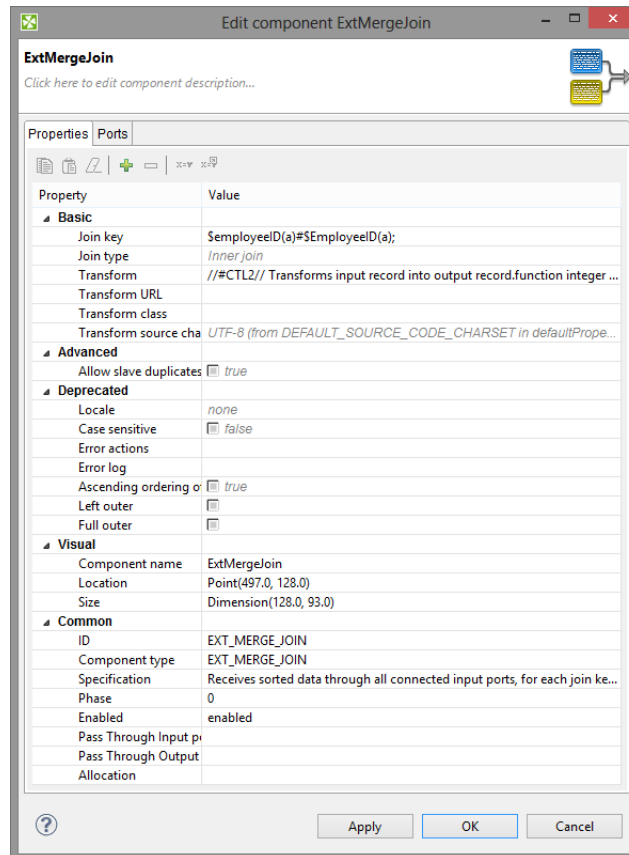 Edit component ExtMergeJoin
ExtMergeJoin
Click here to edit component description...
Properties Ports
Property Value
Basic
Join key $employeeID(a)#$EmployeeID(a);
Join type Inner join
Transform //#CTL2// Transforms input record into output record.function integer ...
Transform URL
Transform class
Transform source cha UTF-8 (from DEFAULT_SOURCE_CODE_CHARSET in defaultPrope...
Advanced
Allow slave duplicates true
Deprecated
Locale none
Case sensitive false
Error actions
Error log
Ascending ordering o true
Left outer
Full outer
Visual
Component name ExtMergeJoin
Location Point(497.0, 128.0)
Size Dimension(128.0, 93.0)
Common
ID EXT_MERGE_JOIN
Component type EXT_MERGE_JOIN
Specification Receives sorted data through all connected input ports, for each join ke...
Phase 0
Enabled enabled
Pass Through Input p
Pass Through Output
Allocation
? Apply OK Cancel